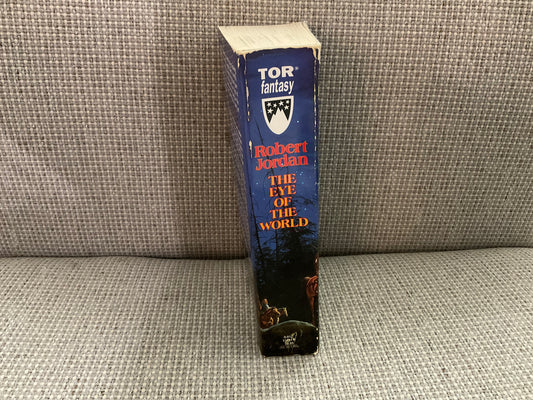 TOR®
fantasy
Robert
Jordan
THE
EYE
OF
THE
WORLD